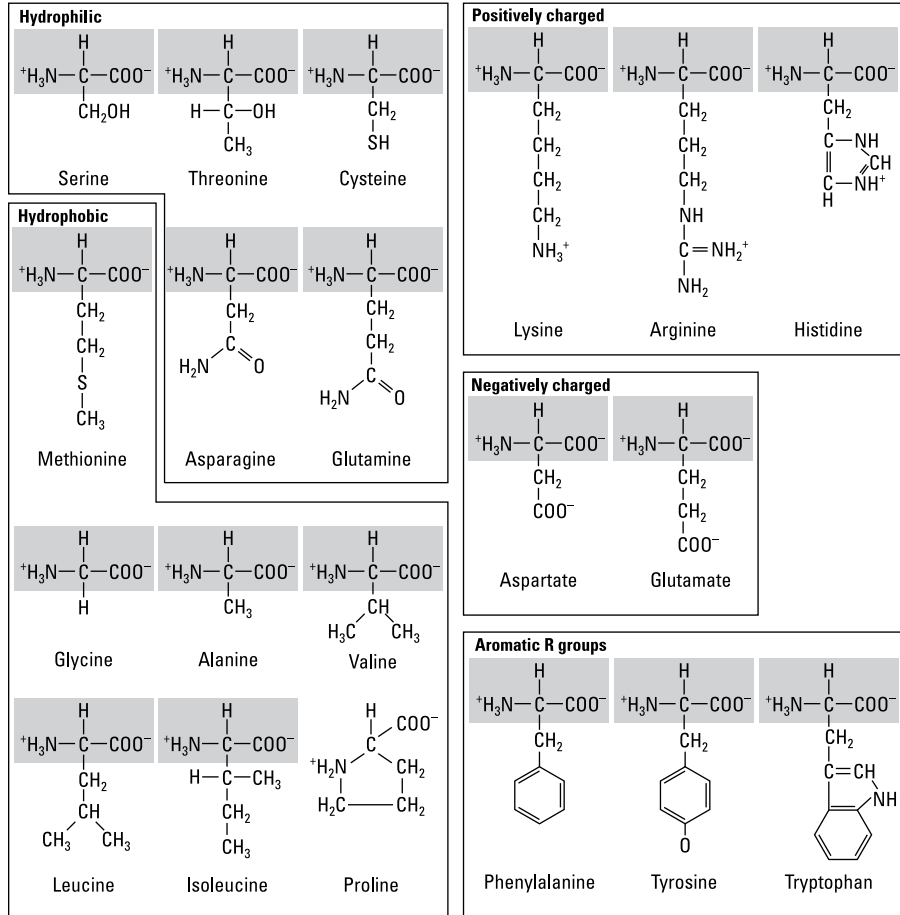 Hydrophilic
H H H
⁺H₃N—C—COO⁻ ⁺H₃N—C—COO⁻ ⁺H₃N—C—COO⁻
CH₂OH H—C—OH CH₂
CH₃ SH
Serine Threonine Cysteine
H H
⁺H₃N—C—COO⁻ ⁺H₃N—C—COO⁻
CH₂ CH₂
C CH₂
H₂N O C
H₂N O
Asparagine Glutamine
Hydrophobic
H
⁺H₃N—C—COO⁻
CH₂
CH₂
S
CH₃
Methionine
H H H
⁺H₃N—C—COO⁻ ⁺H₃N—C—COO⁻ ⁺H₃N—C—COO⁻
H CH₃ CH
H₃C CH₃
Glycine Alanine Valine
H H H COO⁻
⁺H₃N—C—COO⁻ ⁺H₃N—C—COO⁻ C
CH₂ H—C—CH₃ ⁺H₂N CH₂
CH CH₂ H₂C CH₂
CH₃ CH₃ CH₃
Leucine Isoleucine Proline
Positively charged
H H H
⁺H₃N—C—COO⁻ ⁺H₃N—C—COO⁻ ⁺H₃N—C—COO⁻
CH₂ CH₂ CH₂
CH₂ CH₂ C—NH
CH₂ CH₂ CH
CH₂ NH C—NH⁺
NH₃⁺ C=NH₂⁺ H
NH₂
Lysine Arginine Histidine
Negatively charged
H H
⁺H₃N—C—COO⁻ ⁺H₃N—C—COO⁻
CH₂ CH₂
COO⁻ CH₂
COO⁻
Aspartate Glutamate
Aromatic R groups
H H H
⁺H₃N—C—COO⁻ ⁺H₃N—C—COO⁻ ⁺H₃N—C—COO⁻
CH₂ CH₂ CH₂
C=CH
NH
O
Phenylalanine Tyrosine Tryptophan